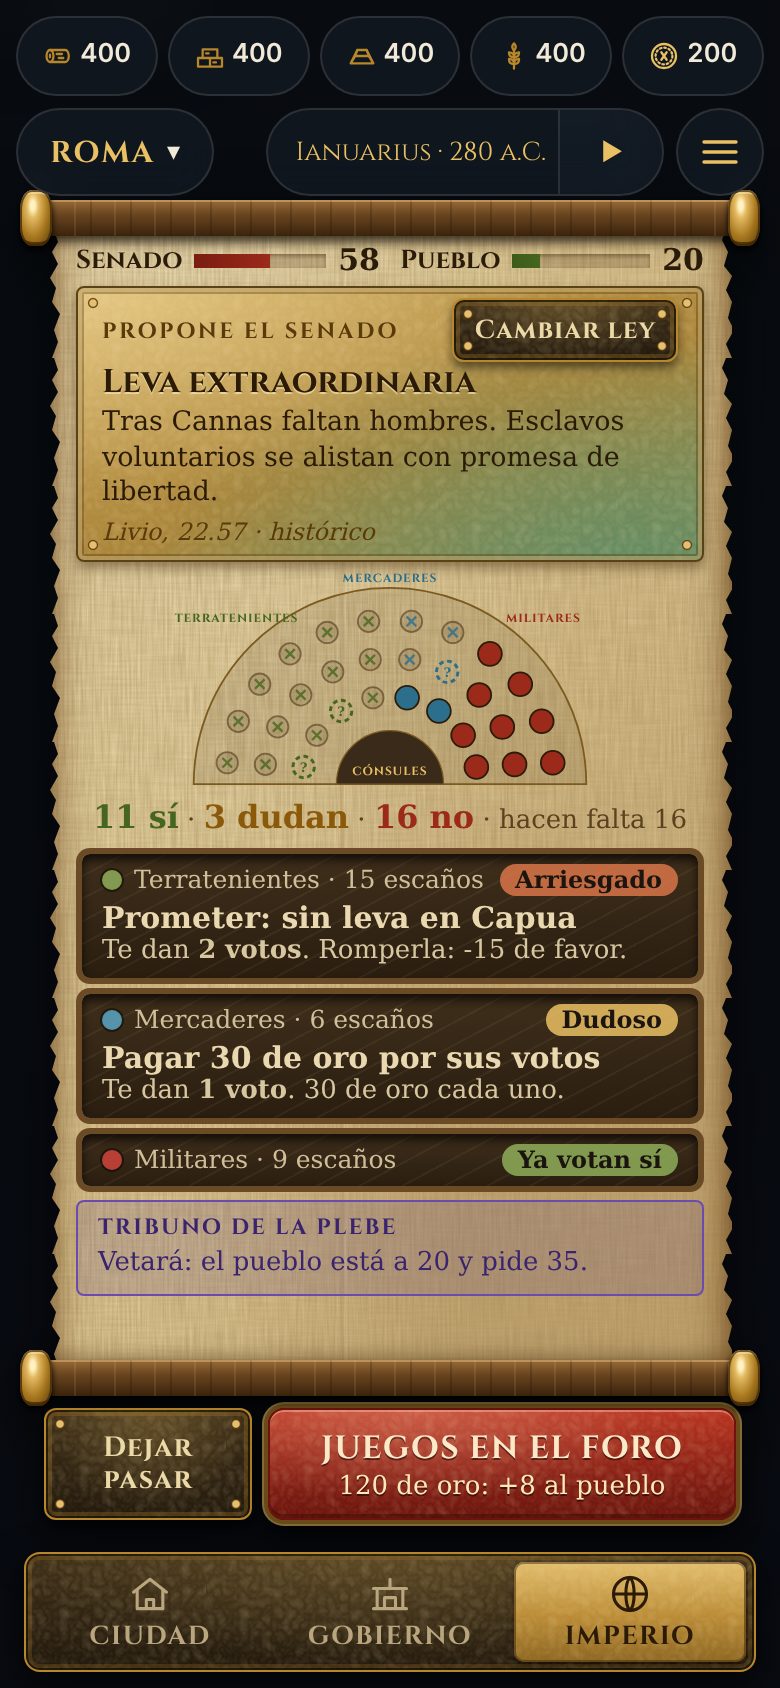 400 400 400 400 200
ROMA ▼ Ianuarius · 280 a.C.
Senado 58 Pueblo 20
PROPONE EL SENADO Cambiar ley
Leva extraordinaria
Tras Cannas faltan hombres. Esclavos
voluntarios se alistan con promesa de
libertad.
Livio, 22.57 · histórico
MERCADERES
TERRATENIENTES MILITARES
?
?
?
CÓNSULES
11 sí · 3 dudan · 16 no · hacen falta 16
Terratenientes · 15 escaños Arriesgado
Prometer: sin leva en Capua
Te dan 2 votos. Romperla: -15 de favor.
Mercaderes · 6 escaños Dudoso
Pagar 30 de oro por sus votos
Te dan 1 voto. 30 de oro cada uno.
Militares · 9 escaños Ya votan sí
TRIBUNO DE LA PLEBE
Vetará: el pueblo está a 20 y pide 35.
Dejar
pasar
Juegos en el Foro
120 de oro: +8 al pueblo
CIUDAD GOBIERNO IMPERIO